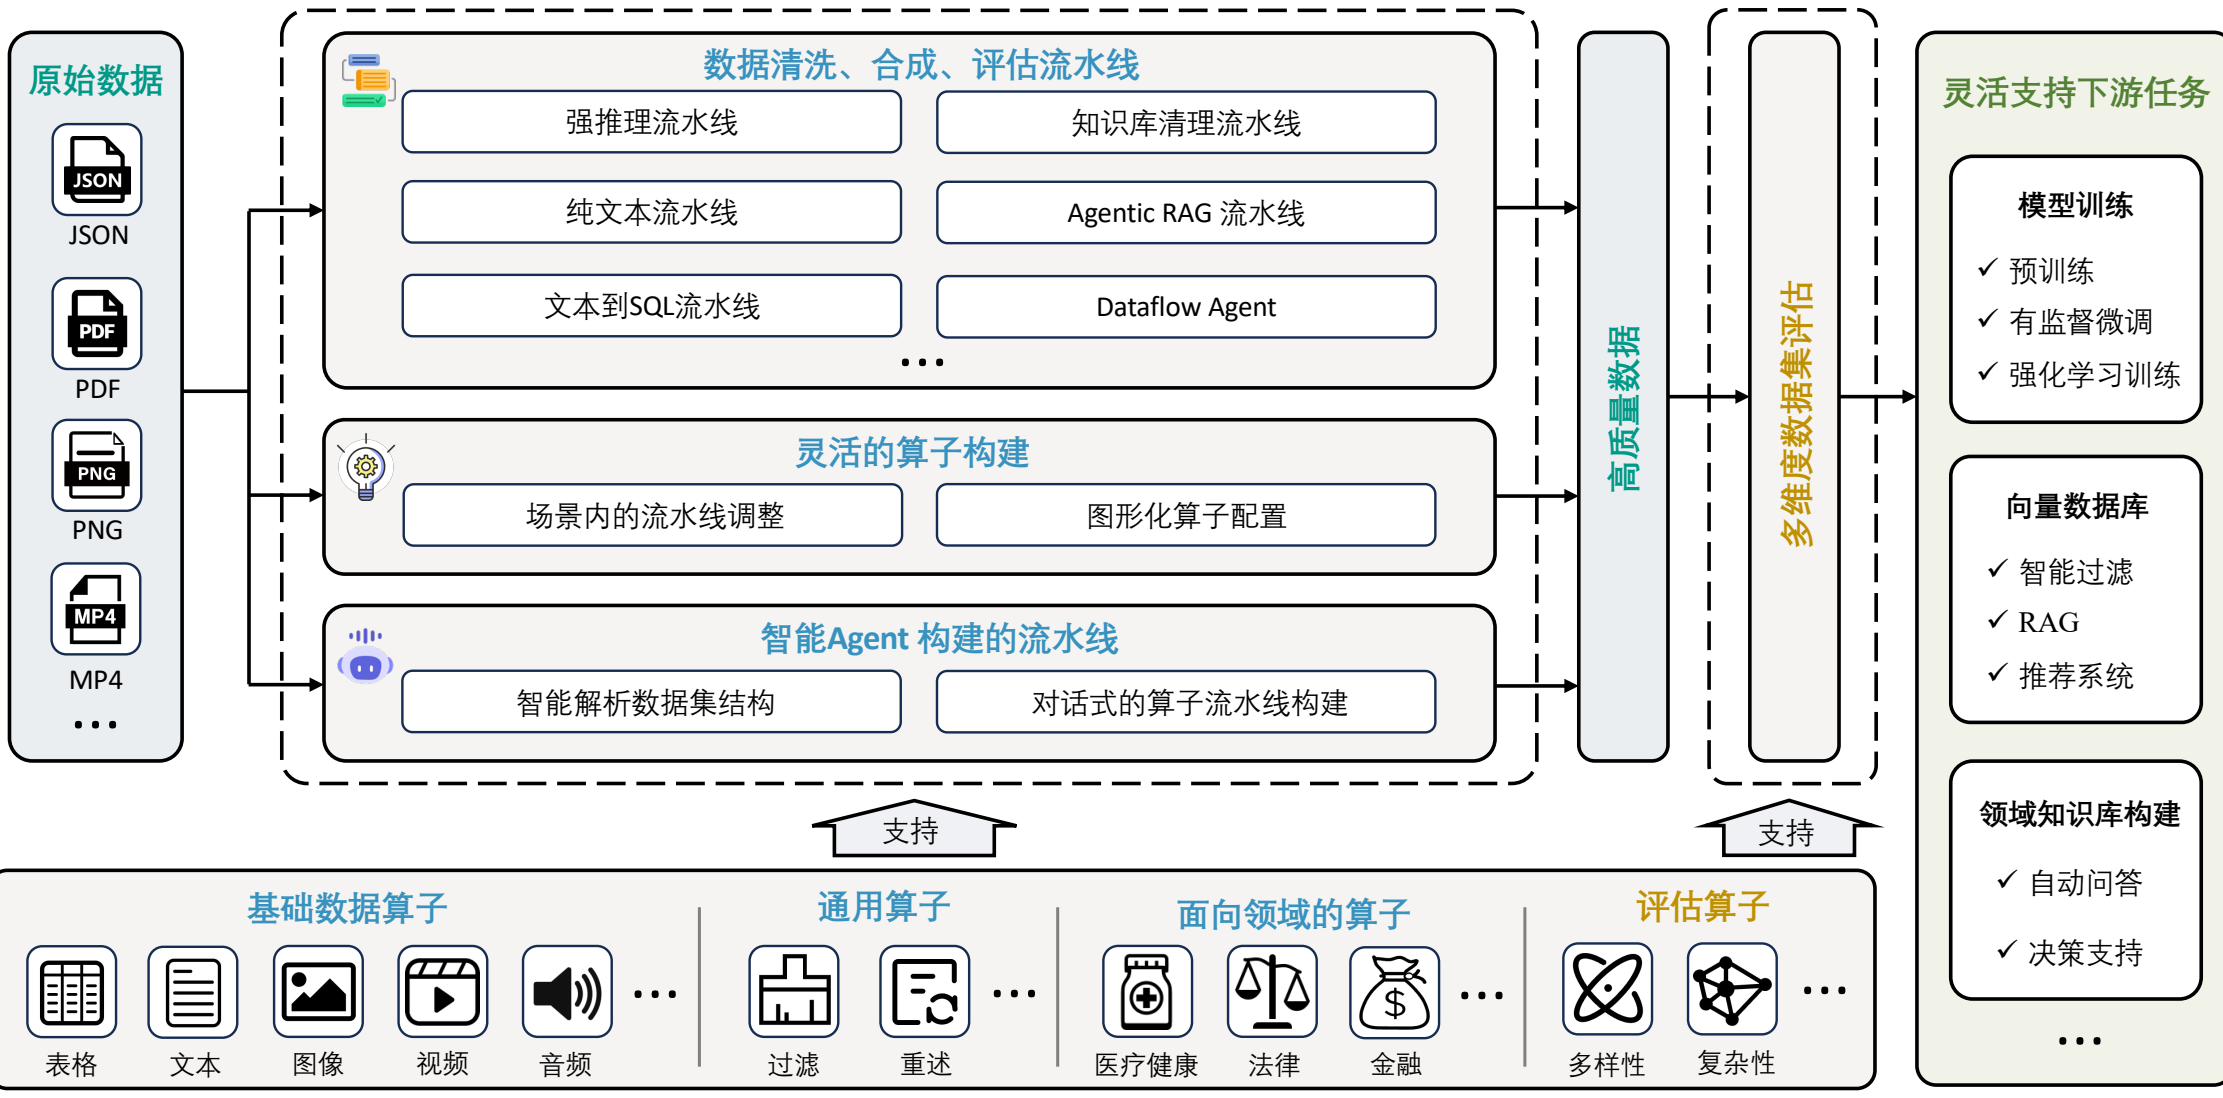 原始数据
JSON
JSON
PDF
PDF
PNG
PNG
MP4
MP4
...
数据清洗、合成、评估流水线
强推理流水线
知识库清理流水线
纯文本流水线
Agentic RAG 流水线
文本到SQL流水线
Dataflow Agent
...
灵活的算子构建
场景内的流水线调整
图形化算子配置
智能Agent 构建的流水线
智能解析数据集结构
对话式的算子流水线构建
高质量数据
多维度数据集评估
灵活支持下游任务
模型训练
✓ 预训练
✓ 有监督微调
✓ 强化学习训练
向量数据库
✓ 智能过滤
✓ RAG
✓ 推荐系统
领域知识库构建
✓ 自动问答
✓ 决策支持
...
支持
支持
基础数据算子
表格
文本
图像
视频
音频
...
通用算子
过滤
重述
...
面向领域的算子
医疗健康
法律
$
金融
...
评估算子
多样性
复杂性
...